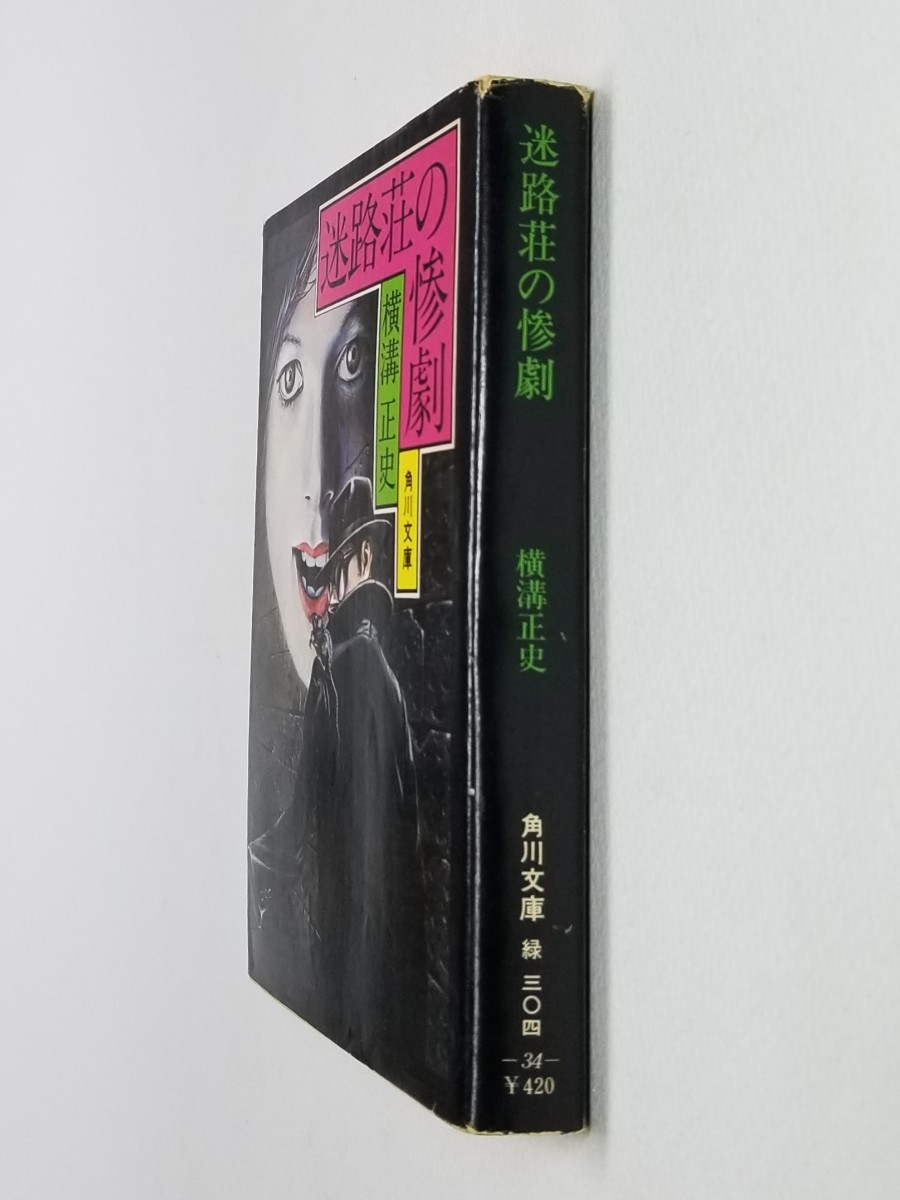 迷路荘の惨劇
横溝 正史
角川文庫
迷路荘の惨劇
横溝正史
角川文庫 緑 三〇四
—34—
￥420